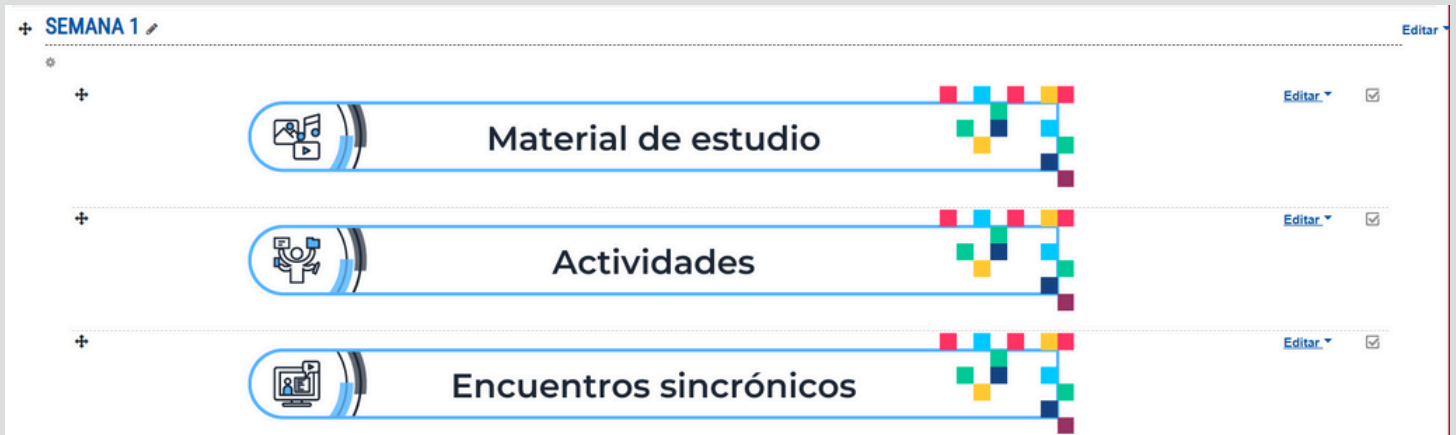 SEMANA 1
Editar
Editar
Material de estudio
Editar
Actividades
Editar
Encuentros sincrónicos